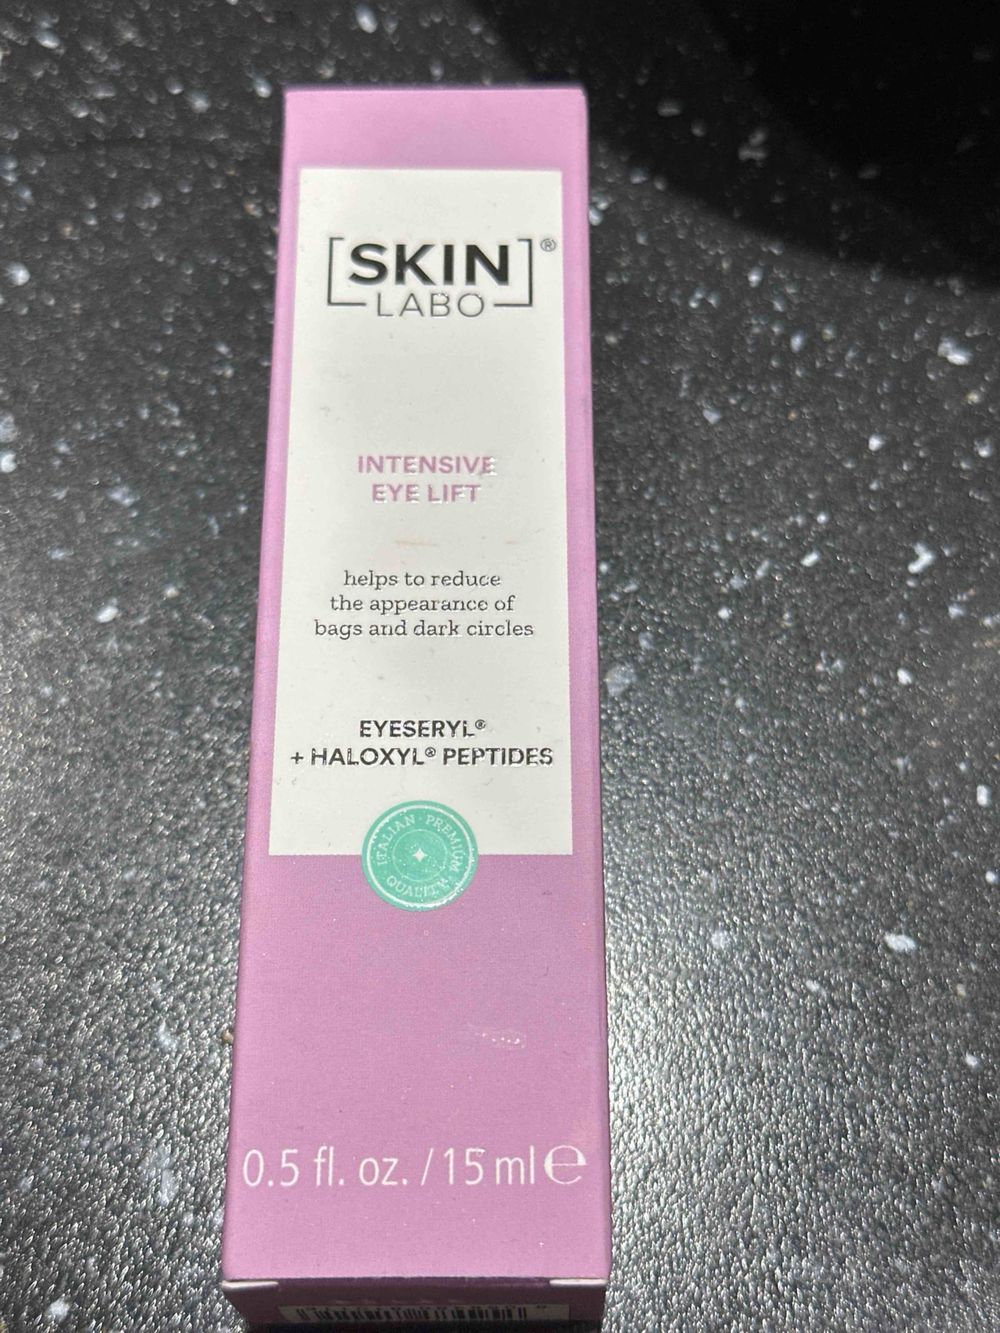 [SKIN]®
LABO
INTENSIVE
EYE LIFT
helps to reduce
the appearance of
bags and dark circles
EYESERYL®
+ HALOXYL® PEPTIDES
ITALIAN · PREMIUM
QUALITY
0.5 fl. oz. / 15 ml ℮